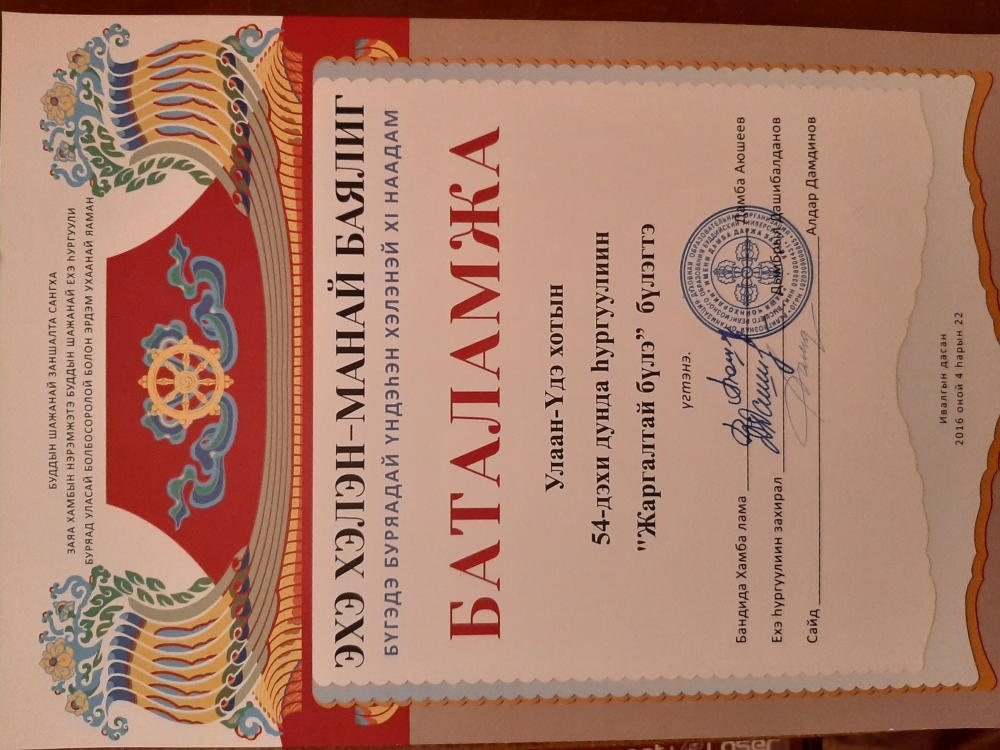 БУДДЫН ШАЖАНАЙ ЗАНШАЛТА САНГХА
ЗАЯА ХАМБЫН НЭРЭМЖЭТЭ БУДДЫН ШАЖАНАЙ ЕХЭ ҺУРГУУЛИ
БУРЯАД УЛАСАЙ БОЛБОСОРОЛОЙ БОЛОН ЭРДЭМ УХААНАЙ ЯАМАН
ЭХЭ ХЭЛЭН–МАНАЙ БАЯЛИГ
БҮГЭДЭ БУРЯАДАЙ ҮНДЭҺЭН ХЭЛЭНЭЙ XI НААДАМ
БАТАЛАМЖА
Улаан-Үдэ хотын
54-дэхи дунда һургуулиин
"Жаргалтай бүлэ” бүлэгтэ
үгтэнэ.
Бандида Хамба лама Дамба Аюшеев
Ехэ һургуулиин захирал Дымбрыл Дашибалданов
Сайд Алдар Дамдинов
Ивалгын дасан
2016 оной 4 һарын 22